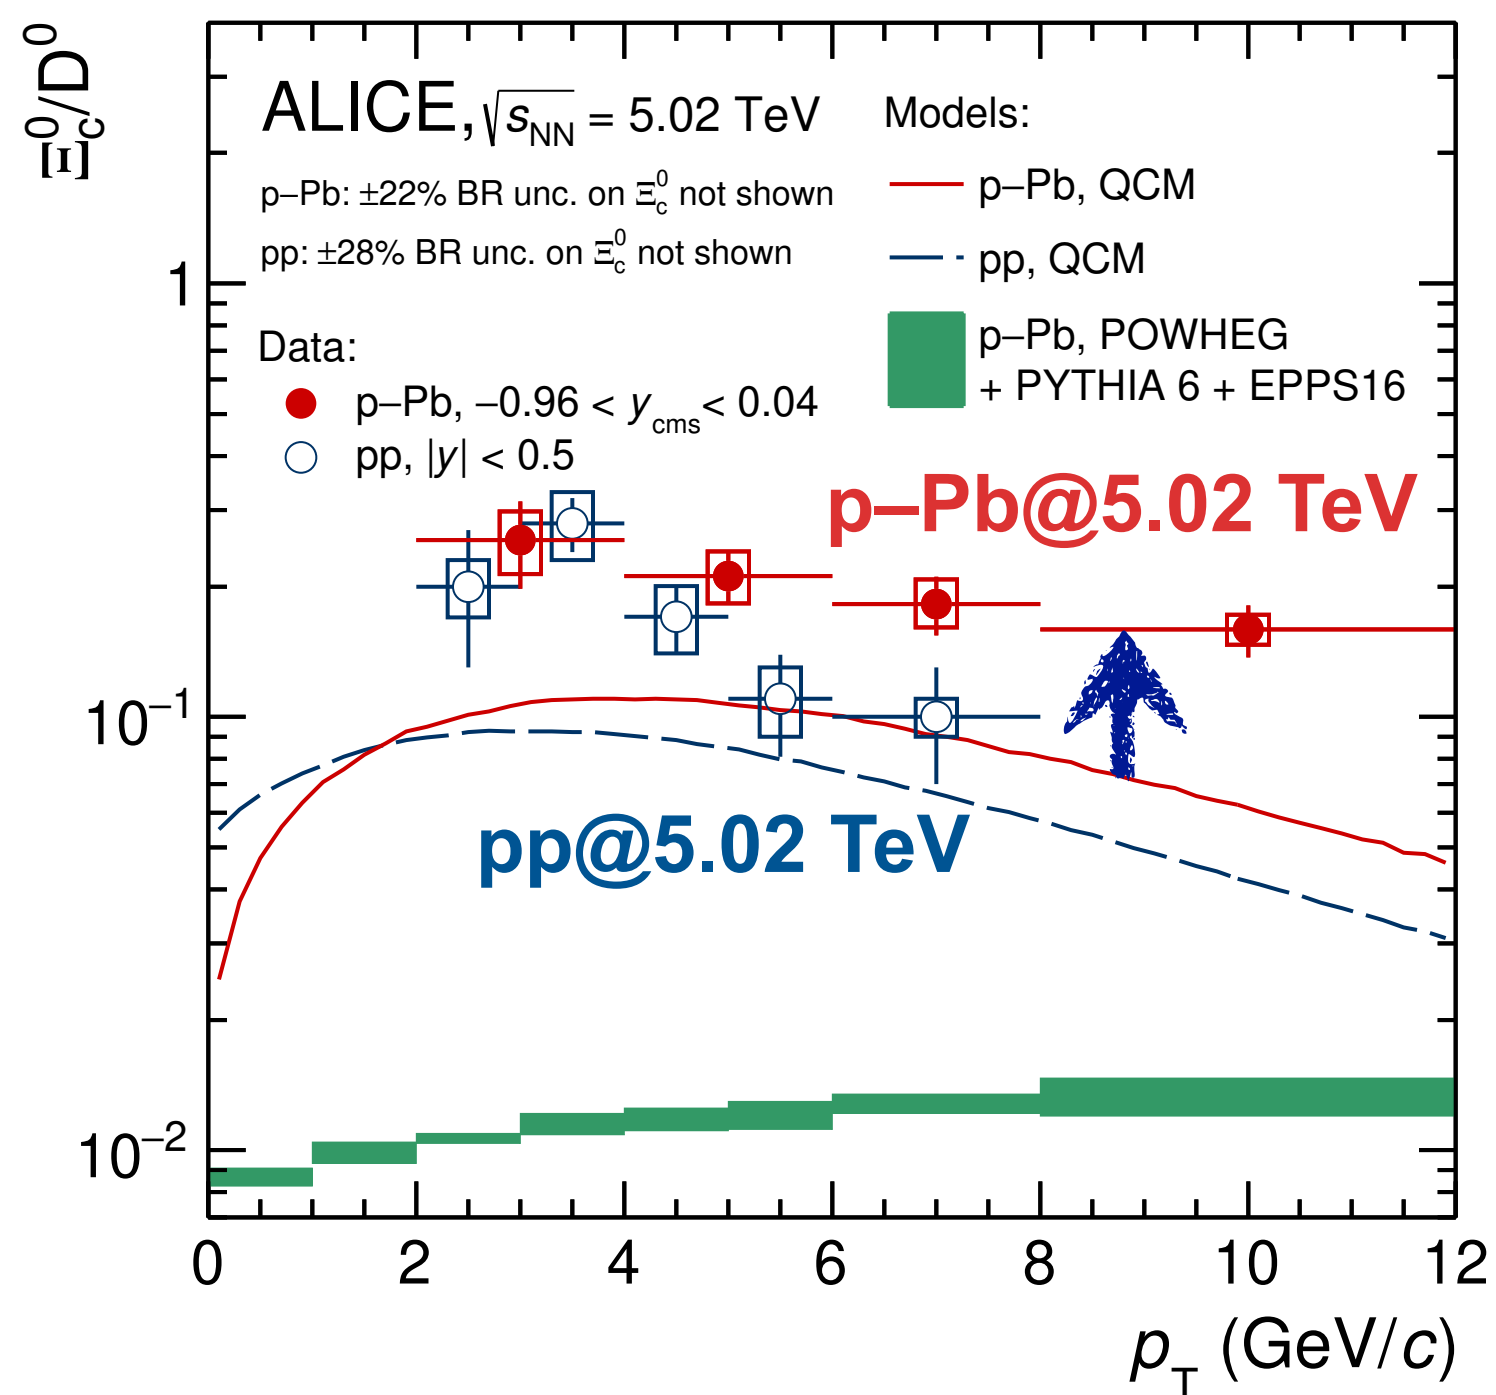 Ξ⁰c/D⁰
ALICE, √sNN = 5.02 TeV
p–Pb: ±22% BR unc. on Ξ⁰c not shown
pp: ±28% BR unc. on Ξ⁰c not shown
Data:
p–Pb, –0.96 < ycms < 0.04
pp, |y| < 0.5
Models:
p–Pb, QCM
pp, QCM
p–Pb, POWHEG
+ PYTHIA 6 + EPPS16
p–Pb@5.02 TeV
pp@5.02 TeV
1
10⁻¹
10⁻²
0 2 4 6 8 10 12
pT (GeV/c)